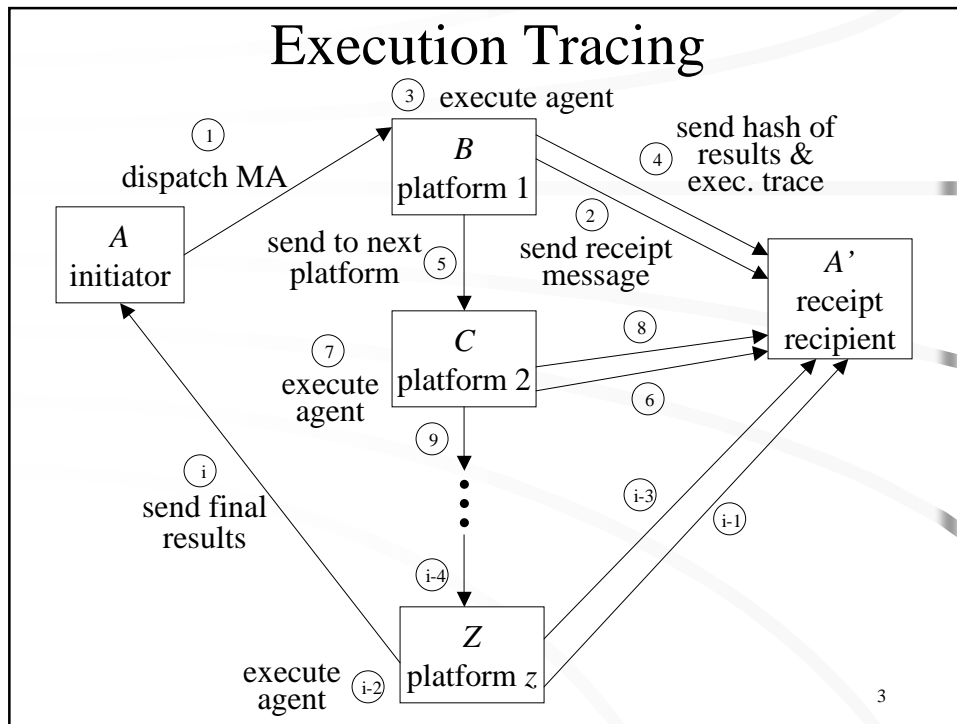 Execution Tracing
3 execute agent
1
dispatch MA
B
platform 1
4
send hash of
results &
exec. trace
2
send receipt
message
A
initiator
send to next
platform
5
A’
receipt
recipient
C
platform 2
7
execute
agent
8
6
9
i
send final
results
i-3
i-1
i-4
Z
platform z
execute
agent
i-2
3